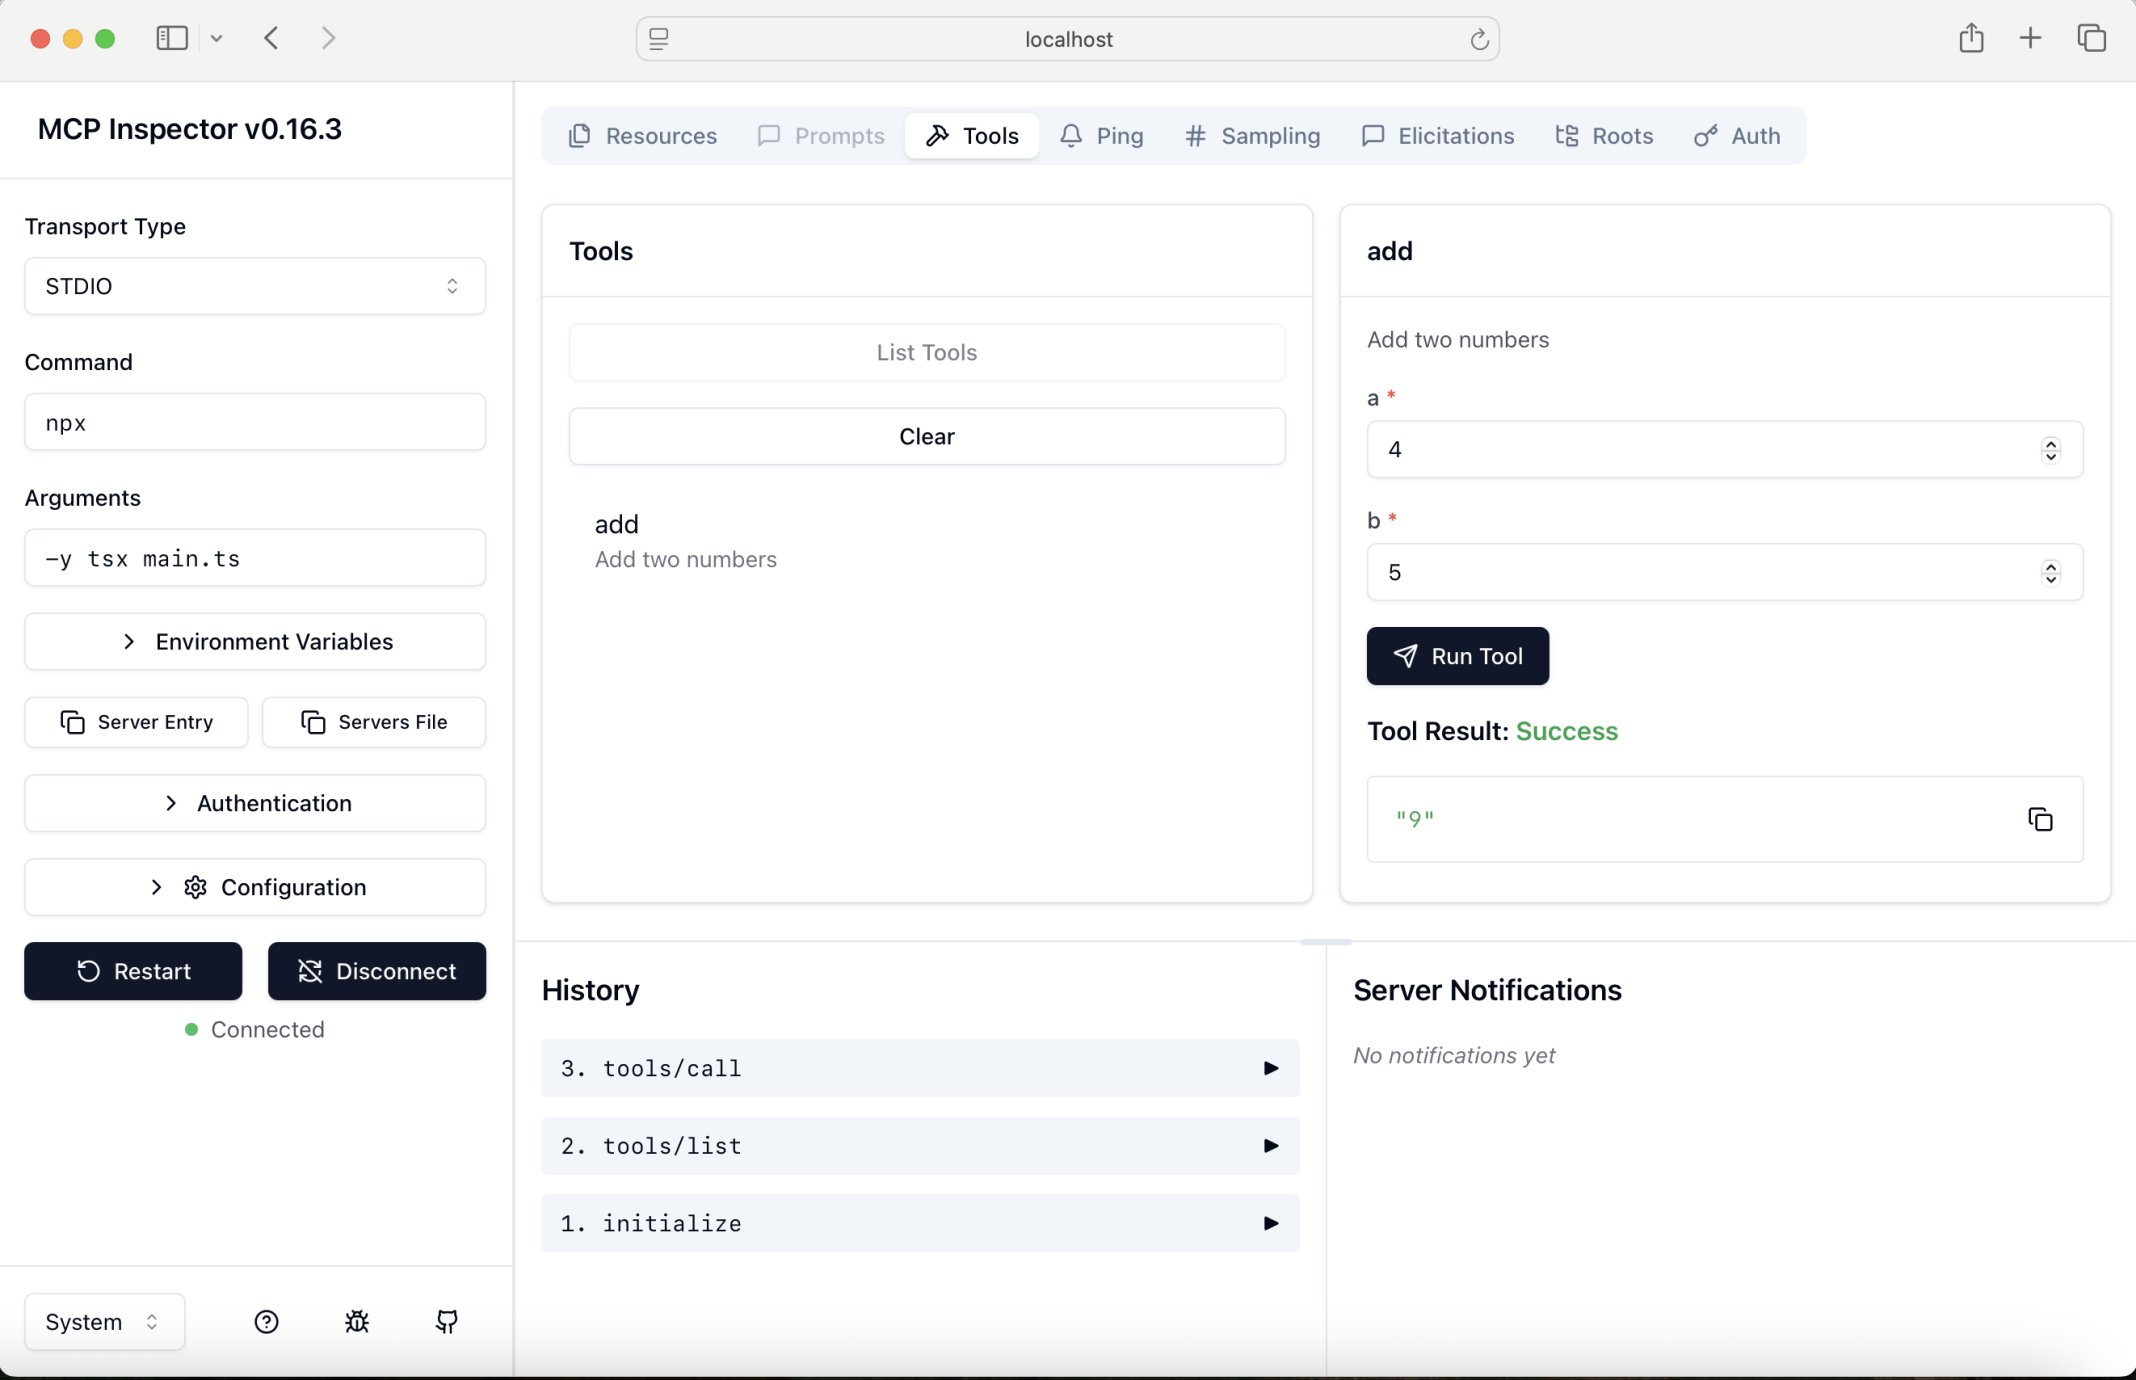 localhost
MCP Inspector v0.16.3
Transport Type
STDIO
Command
npx
Arguments
-y tsx main.ts
Environment Variables
Server Entry
Servers File
Authentication
Configuration
Restart
Disconnect
Connected
System
Resources
Prompts
Tools
Ping
Sampling
Elicitations
Roots
Auth
Tools
List Tools
Clear
add
Add two numbers
add
Add two numbers
a *
4
b *
5
Run Tool
Tool Result: Success
"9"
History
3. tools/call
2. tools/list
1. initialize
Server Notifications
No notifications yet